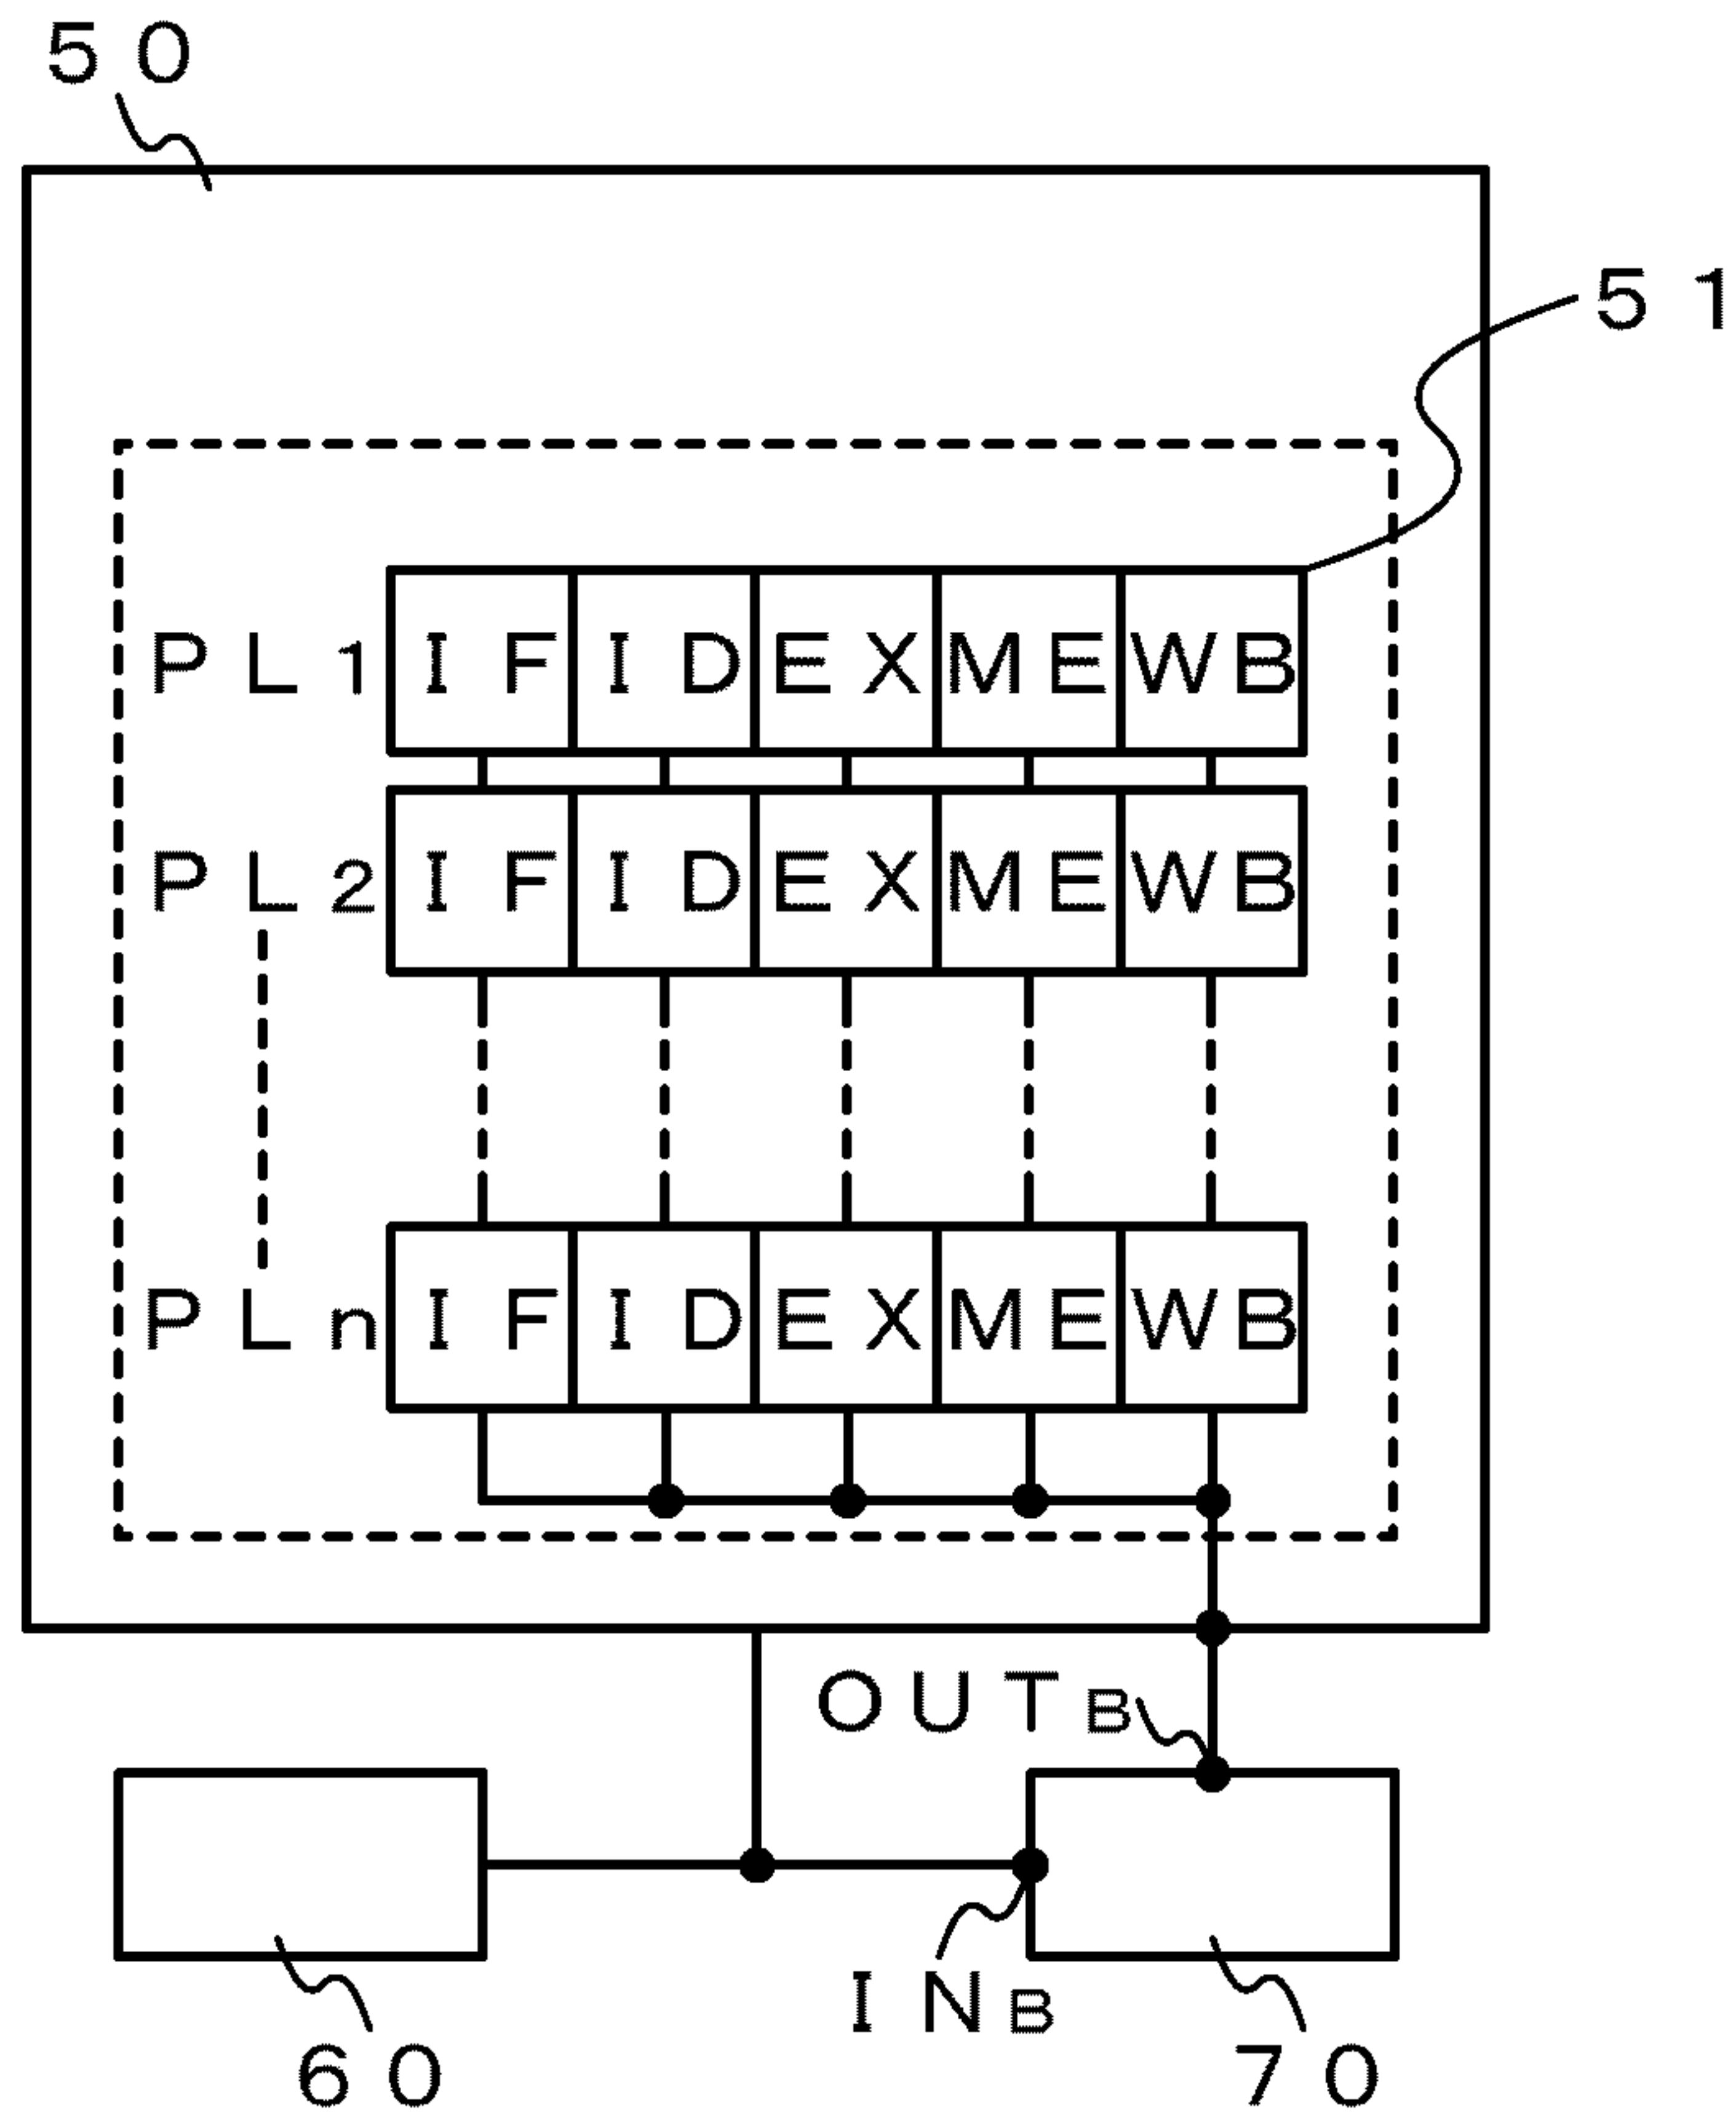 50
51
PL1 IF ID EX ME WB
PL2 IF ID EX ME WB
PLn IF ID EX ME WB
OUTB
INB
60
70